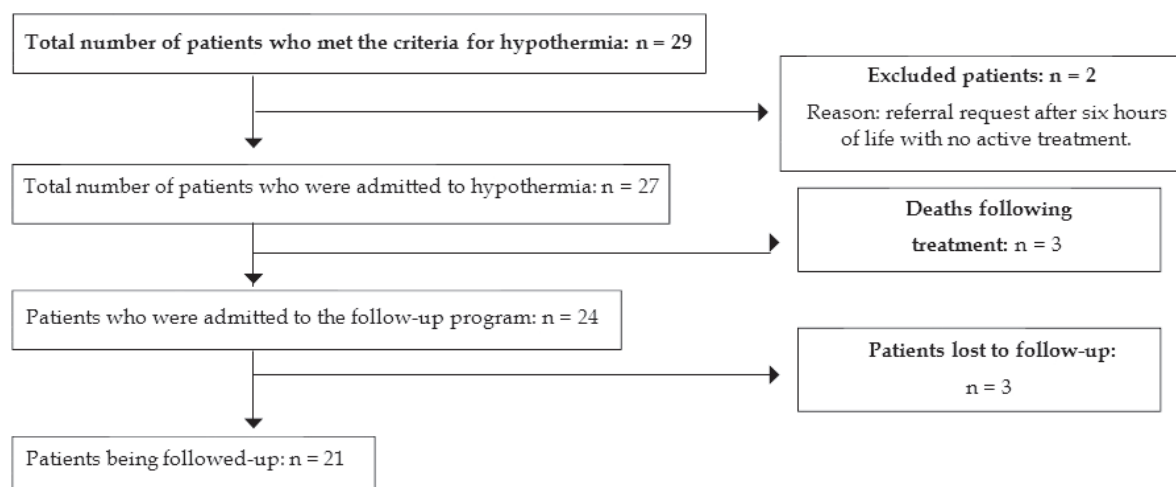 Total number of patients who met the criteria for hypothermia: n = 29
Excluded patients: n = 2
Reason: referral request after six hours
of life with no active treatment.
Total number of patients who were admitted to hypothermia: n = 27
Deaths following
treatment: n = 3
Patients who were admitted to the follow-up program: n = 24
Patients lost to follow-up:
n = 3
Patients being followed-up: n = 21